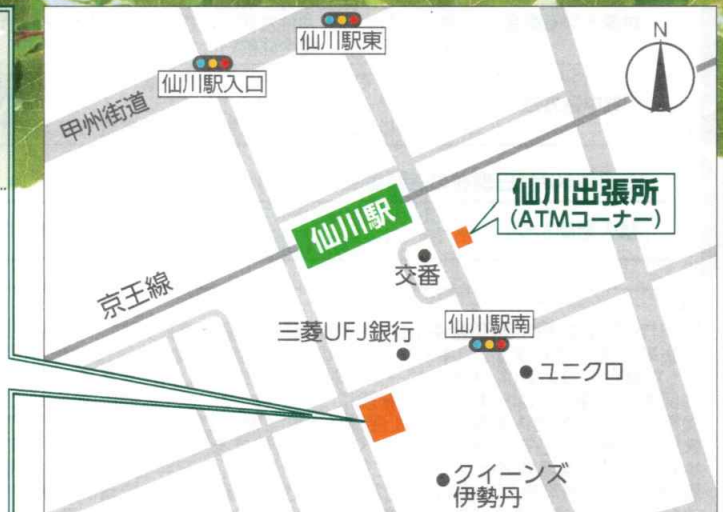 仙川駅東
仙川駅入口
N
甲州街道
仙川出張所
(ATMコーナー)
仙川駅
交番
京王線
仙川駅南
三菱UFJ銀行
ユニクロ
クイーンズ
伊勢丹